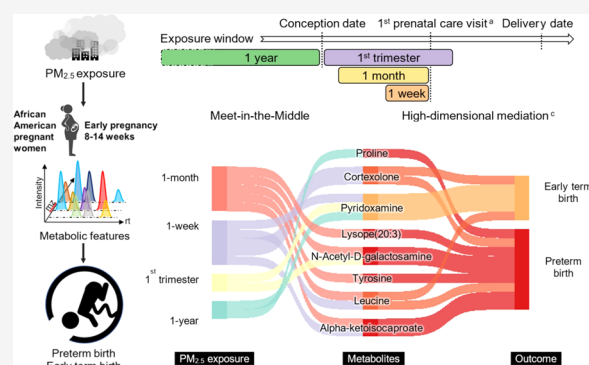 Conception date
1st prenatal care visit a
Delivery date
Exposure window
1 year
1st trimester
1 month
1 week
PM2.5 exposure
African American pregnant women
Early pregnancy 8-14 weeks
Intensity
m/z
rt
Metabolic features
Preterm birth
Early term birth
Meet-in-the-Middle
High-dimensional mediation c
1-month
1-week
1st trimester
1-year
Proline
Cortexolone
Pyridoxamine
Lysope(20:3)
N-Acetyl-D-galactosamine
Tyrosine
Leucine
Alpha-ketoisocaproate
Early term birth
Preterm birth
PM2.5 exposure
Metabolites
Outcome